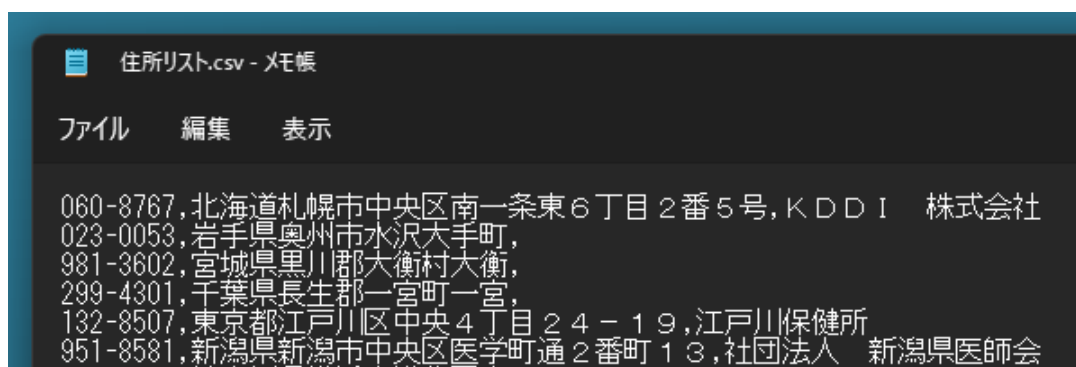 住所リスト.csv - メモ帳
ファイル 編集 表示
060-8767,北海道札幌市中央区南一条東６丁目２番５号,ＫＤＤＩ　株式会社
023-0053,岩手県奥州市水沢大手町,
981-3602,宮城県黒川郡大衡村大衡,
299-4301,千葉県長生郡一宮町一宮,
132-8507,東京都江戸川区中央４丁目２４－１９,江戸川保健所
951-8581,新潟県新潟市中央区医学町通２番町１３,社団法人　新潟県医師会